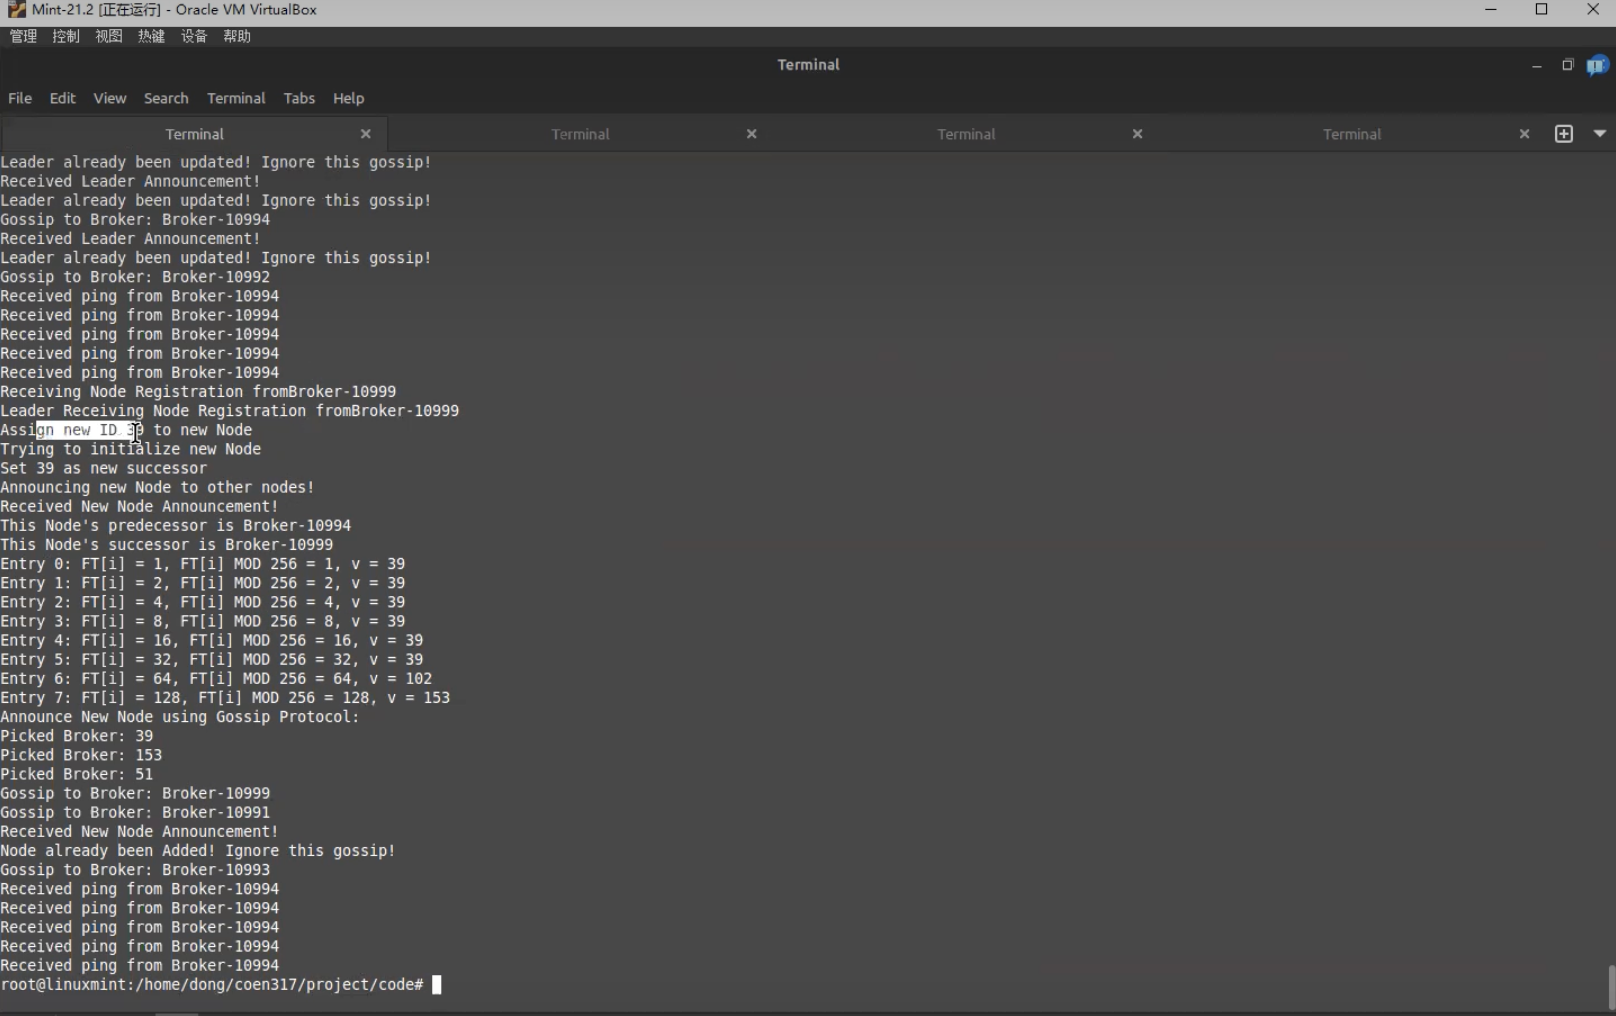 Mint-21.2 [正在运行] - Oracle VM VirtualBox
管理 控制 视图 热键 设备 帮助
Terminal
File Edit View Search Terminal Tabs Help
Terminal Terminal Terminal Terminal
Leader already been updated! Ignore this gossip!
Received Leader Announcement!
Leader already been updated! Ignore this gossip!
Gossip to Broker: Broker-10994
Received Leader Announcement!
Leader already been updated! Ignore this gossip!
Gossip to Broker: Broker-10992
Received ping from Broker-10994
Received ping from Broker-10994
Received ping from Broker-10994
Received ping from Broker-10994
Received ping from Broker-10994
Receiving Node Registration fromBroker-10999
Leader Receiving Node Registration fromBroker-10999
Assign new ID 39 to new Node
Trying to initialize new Node
Set 39 as new successor
Announcing new Node to other nodes!
Received New Node Announcement!
This Node's predecessor is Broker-10994
This Node's successor is Broker-10999
Entry 0: FT[i] = 1, FT[i] MOD 256 = 1, v = 39
Entry 1: FT[i] = 2, FT[i] MOD 256 = 2, v = 39
Entry 2: FT[i] = 4, FT[i] MOD 256 = 4, v = 39
Entry 3: FT[i] = 8, FT[i] MOD 256 = 8, v = 39
Entry 4: FT[i] = 16, FT[i] MOD 256 = 16, v = 39
Entry 5: FT[i] = 32, FT[i] MOD 256 = 32, v = 39
Entry 6: FT[i] = 64, FT[i] MOD 256 = 64, v = 102
Entry 7: FT[i] = 128, FT[i] MOD 256 = 128, v = 153
Announce New Node using Gossip Protocol:
Picked Broker: 39
Picked Broker: 153
Picked Broker: 51
Gossip to Broker: Broker-10999
Gossip to Broker: Broker-10991
Received New Node Announcement!
Node already been Added! Ignore this gossip!
Gossip to Broker: Broker-10993
Received ping from Broker-10994
Received ping from Broker-10994
Received ping from Broker-10994
Received ping from Broker-10994
Received ping from Broker-10994
root@linuxmint:/home/dong/coen317/project/code#